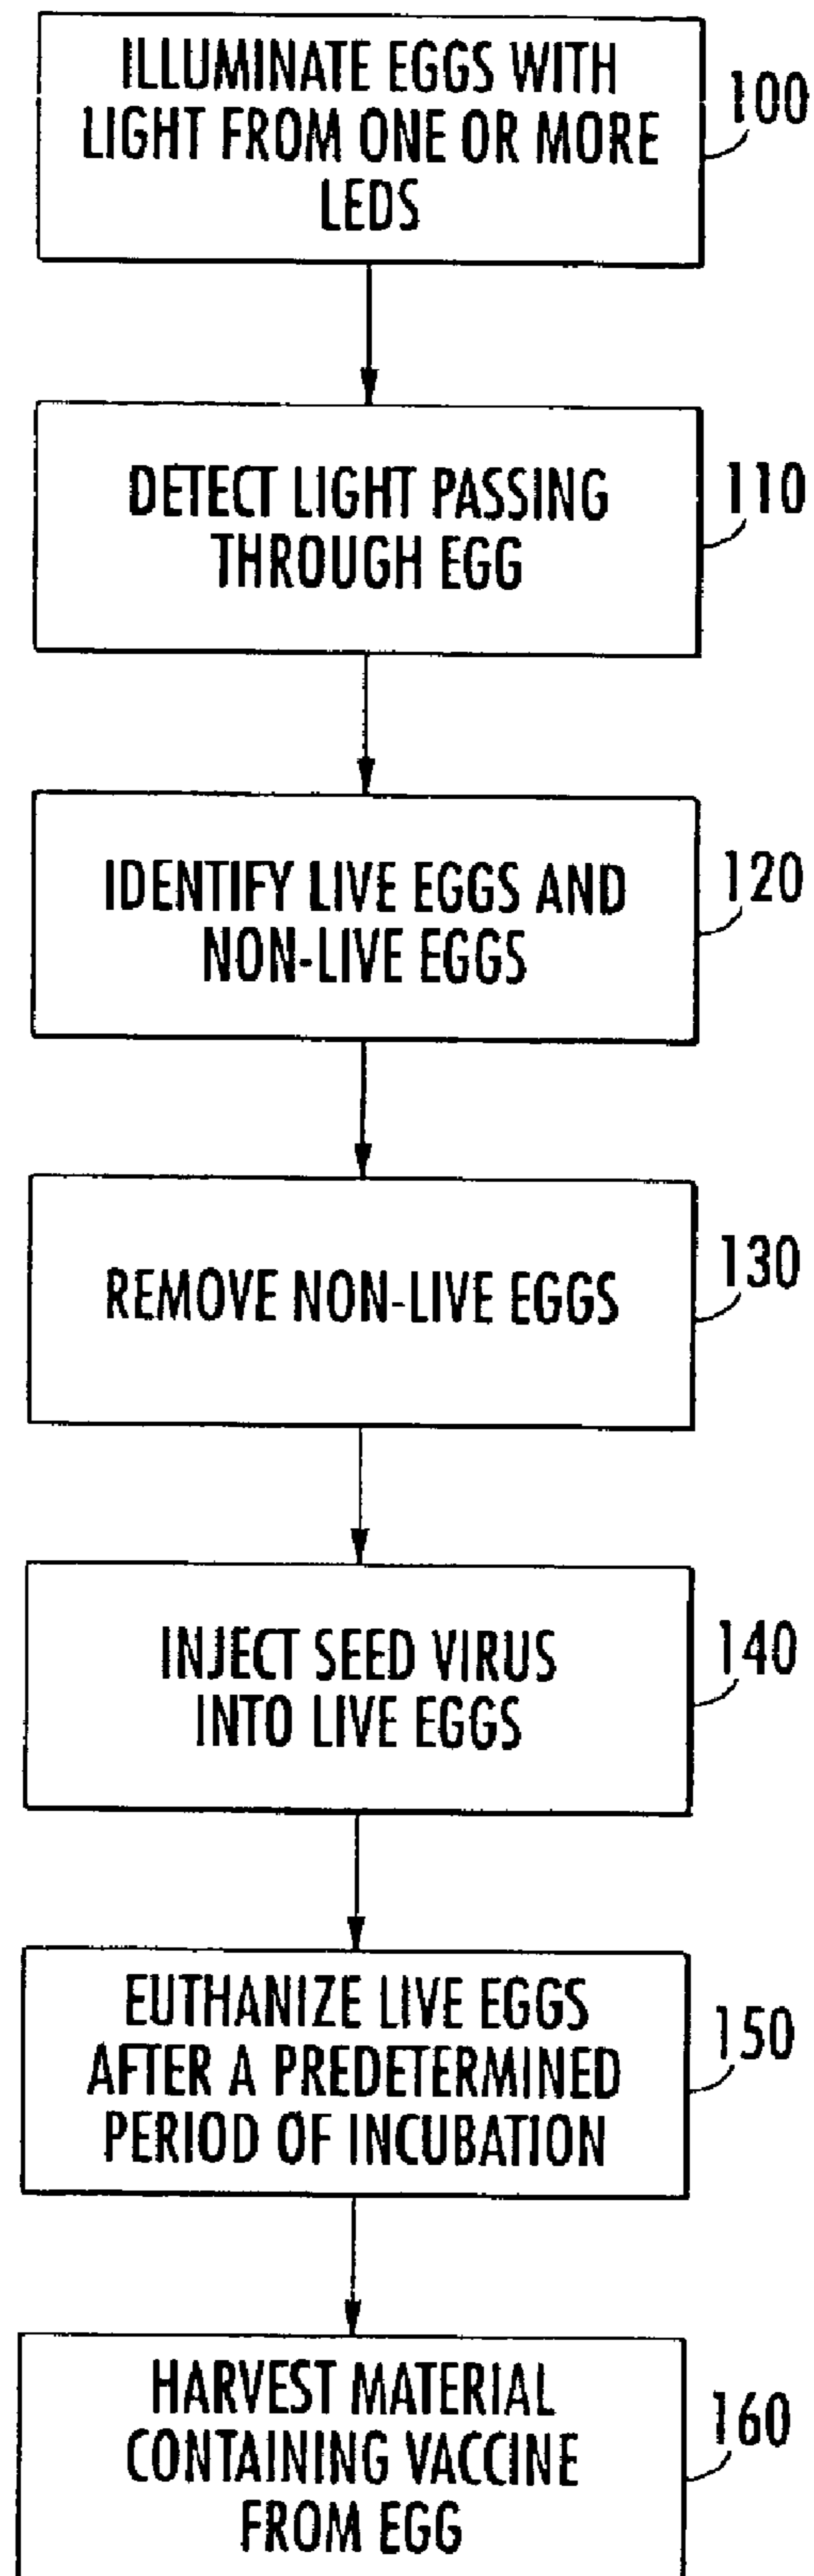 ILLUMINATE EGGS WITH
LIGHT FROM ONE OR MORE
LEDS
100
DETECT LIGHT PASSING
THROUGH EGG
110
IDENTIFY LIVE EGGS AND
NON-LIVE EGGS
120
REMOVE NON-LIVE EGGS
130
INJECT SEED VIRUS
INTO LIVE EGGS
140
EUTHANIZE LIVE EGGS
AFTER A PREDETERMINED
PERIOD OF INCUBATION
150
HARVEST MATERIAL
CONTAINING VACCINE
FROM EGG
160